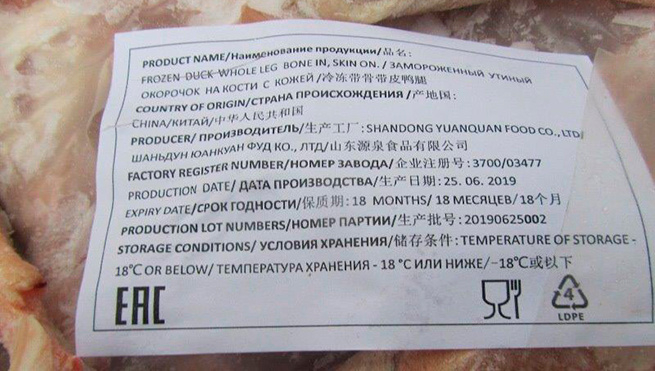 PRODUCT NAME/Наименование продукции/品名:
FROZEN DUCK WHOLE LEG BONE IN, SKIN ON. / ЗАМОРОЖЕННЫЙ УТИНЫЙ
ОКОРОЧОК НА КОСТИ С КОЖЕЙ/冷冻带骨带皮鸭腿
COUNTRY OF ORIGIN/СТРАНА ПРОИСХОЖДЕНИЯ /产地国:
CHINA/КИТАЙ/中华人民共和国
PRODUCER/ ПРОИЗВОДИТЕЛЬ/生产工厂: SHANDONG YUANQUAN FOOD CO., LTD/
ШАНЬДУН ЮАНКУАН ФУД КО., ЛТД/山东源泉食品有限公司
FACTORY REGISTER NUMBER/НОМЕР ЗАВОДА/企业注册号: 3700/03477
PRODUCTION DATE/ ДАТА ПРОИЗВОДСТВА/生产日期: 25. 06. 2019
EXPIRY DATE/СРОК ГОДНОСТИ/保质期: 18 MONTHS/ 18 МЕСЯЦЕВ/18个月
PRODUCTION LOT NUMBERS/НОМЕР ПАРТИИ/生产批号: 20190625002
STORAGE CONDITIONS/ УСЛОВИЯ ХРАНЕНИЯ/储存条件: TEMPERATURE OF STORAGE -
18℃ OR BELOW/ ТЕМПЕРАТУРА ХРАНЕНИЯ - 18 °C ИЛИ НИЖЕ/-18℃或以下
EAC
4
LDPE